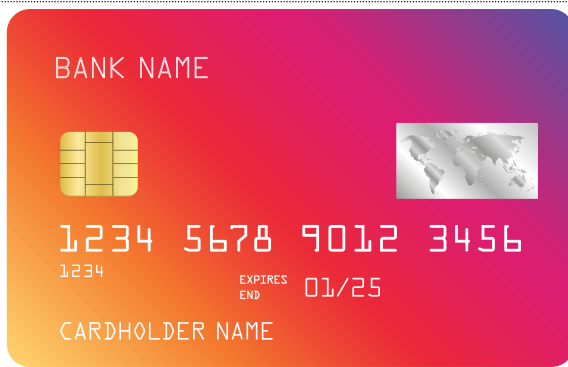 BANK NAME
1234 5678 9012 3456
1234
EXPIRES
END
01/25
CARDHOLDER NAME